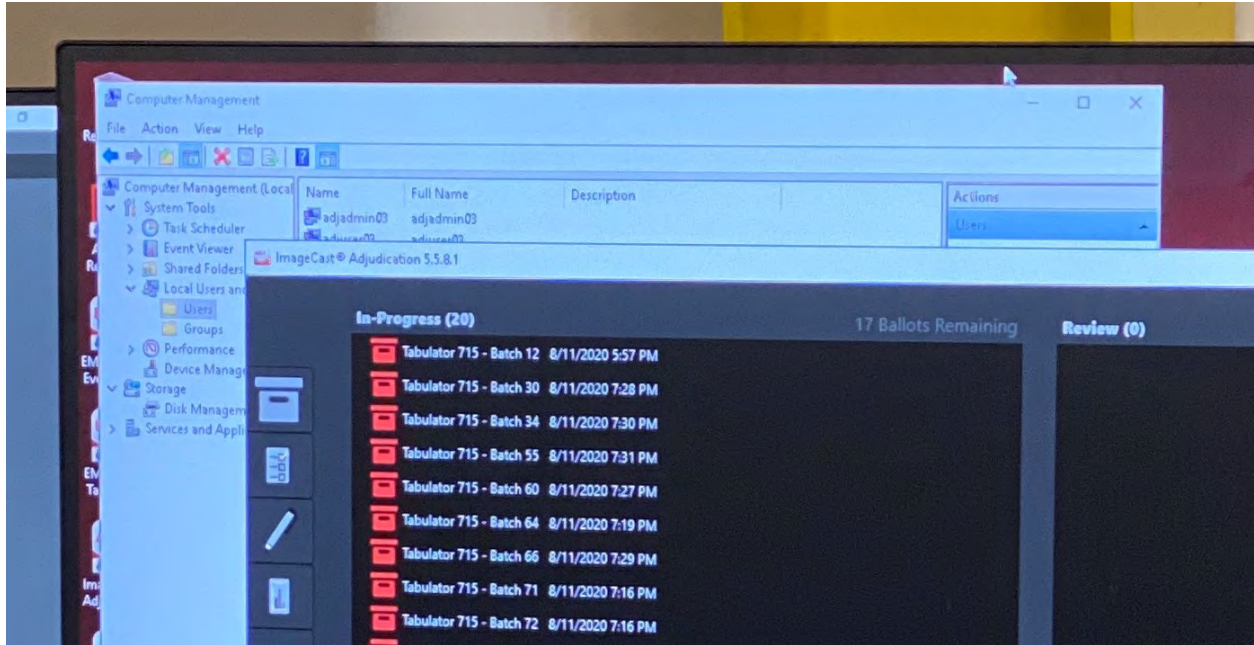 Computer Management
File Action View Help
Computer Management (Local
System Tools
Task Scheduler
Event Viewer
Shared Folders
Local Users and
Users
Groups
Performance
Device Manage
Storage
Disk Managem
Services and Appli
Name Full Name Description
adjadmin03 adjadmin03
Actions
Users
ImageCast® Adjudication 5.5.8.1
In-Progress (20) 17 Ballots Remaining Review (0)
Tabulator 715 - Batch 12 8/11/2020 5:57 PM
Tabulator 715 - Batch 30 8/11/2020 7:28 PM
Tabulator 715 - Batch 34 8/11/2020 7:30 PM
Tabulator 715 - Batch 55 8/11/2020 7:31 PM
Tabulator 715 - Batch 60 8/11/2020 7:27 PM
Tabulator 715 - Batch 64 8/11/2020 7:19 PM
Tabulator 715 - Batch 66 8/11/2020 7:29 PM
Tabulator 715 - Batch 71 8/11/2020 7:16 PM
Tabulator 715 - Batch 72 8/11/2020 7:16 PM